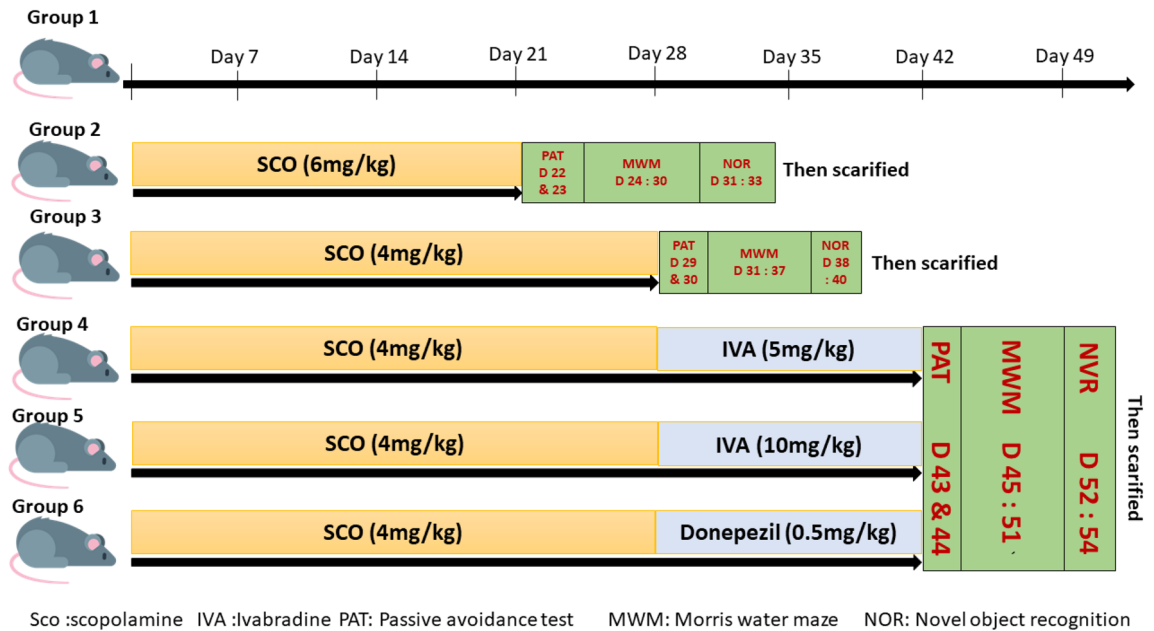 Group 1
Day 7
Day 14
Day 21
Day 28
Day 35
Day 42
Day 49
Group 2
SCO (6mg/kg)
PAT
D 22
& 23
MWM
D 24 : 30
NOR
D 31 : 33
Then scarified
Group 3
SCO (4mg/kg)
PAT
D 29
& 30
MWM
D 31 : 37
NOR
D 38
: 40
Then scarified
Group 4
SCO (4mg/kg)
IVA (5mg/kg)
Group 5
SCO (4mg/kg)
IVA (10mg/kg)
Group 6
SCO (4mg/kg)
Donepezil (0.5mg/kg)
PAT D 43 & 44
MWM D 45 : 51
NVR D 52 : 54
Then scarified
Sco :scopolamine IVA :Ivabradine PAT: Passive avoidance test MWM: Morris water maze NOR: Novel object recognition